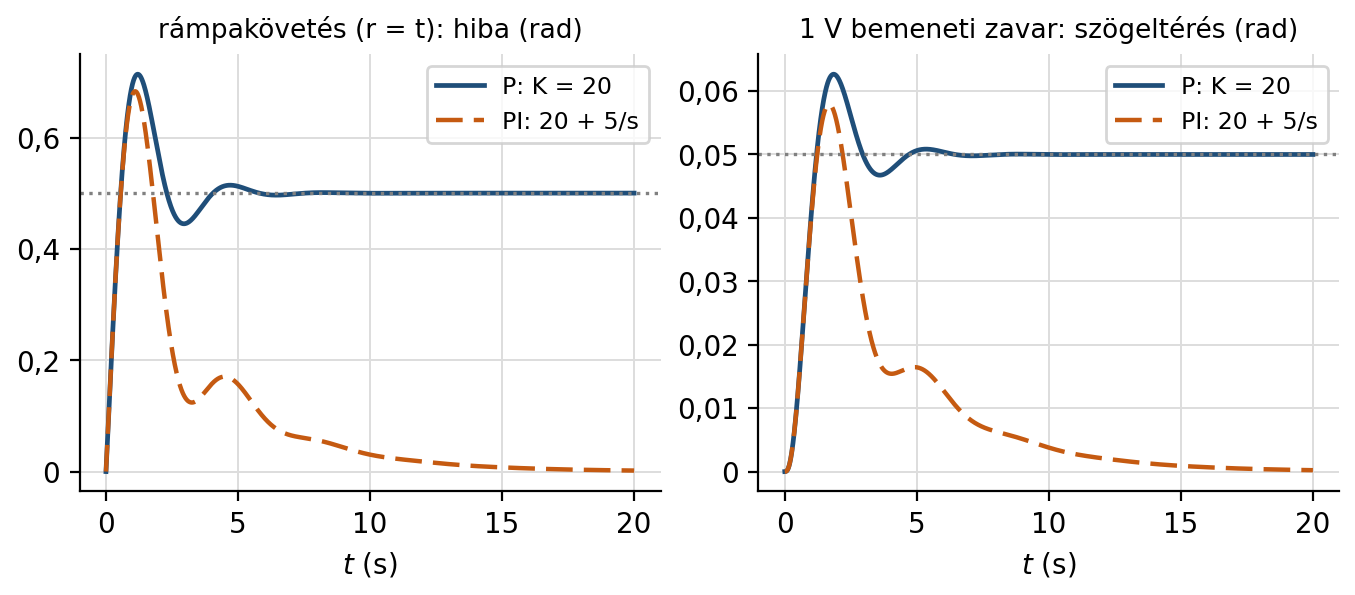 rámpakövetés (r = t): hiba (rad)
P: K = 20
PI: 20 + 5/s
0,6
0,4
0,2
0
0 5 10 15 20
t (s)
1 V bemeneti zavar: szögeltérés (rad)
P: K = 20
PI: 20 + 5/s
0,06
0,05
0,04
0,03
0,02
0,01
0
0 5 10 15 20
t (s)